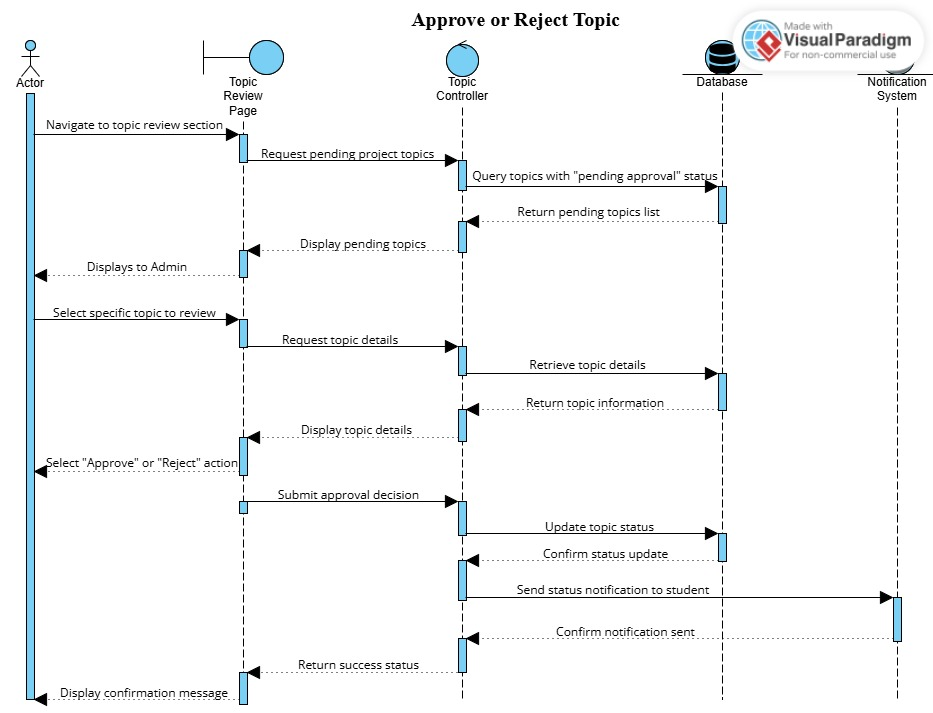 Approve or Reject Topic
Made with
Visual Paradigm
For non-commercial use
Actor
Topic
Review
Page
Topic
Controller
Database
Notification
System
Navigate to topic review section
Request pending project topics
Query topics with "pending approval" status
Return pending topics list
Display pending topics
Displays to Admin
Select specific topic to review
Request topic details
Retrieve topic details
Return topic information
Display topic details
Select "Approve" or "Reject" action
Submit approval decision
Update topic status
Confirm status update
Send status notification to student
Confirm notification sent
Return success status
Display confirmation message